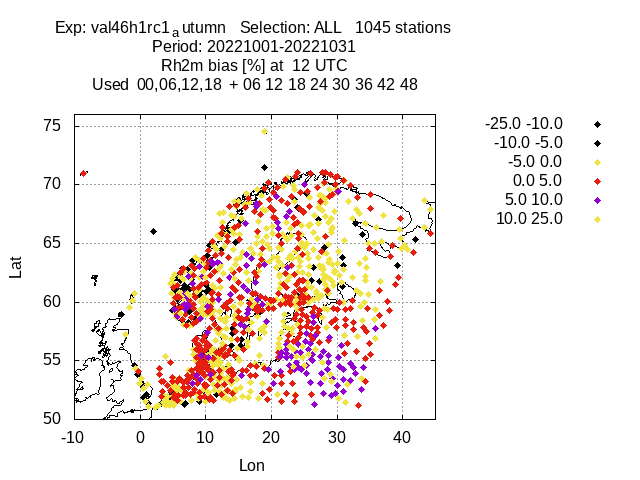 Exp: val46h1rc1autumn Selection: ALL 1045 stations
Period: 20221001-20221031
Rh2m bias [%] at 12 UTC
Used 00,06,12,18 + 06 12 18 24 30 36 42 48
-25.0 -10.0
-10.0 -5.0
-5.0 0.0
0.0 5.0
5.0 10.0
10.0 25.0
75
70
65
60
55
50
Lat
-10 0 10 20 30 40
Lon